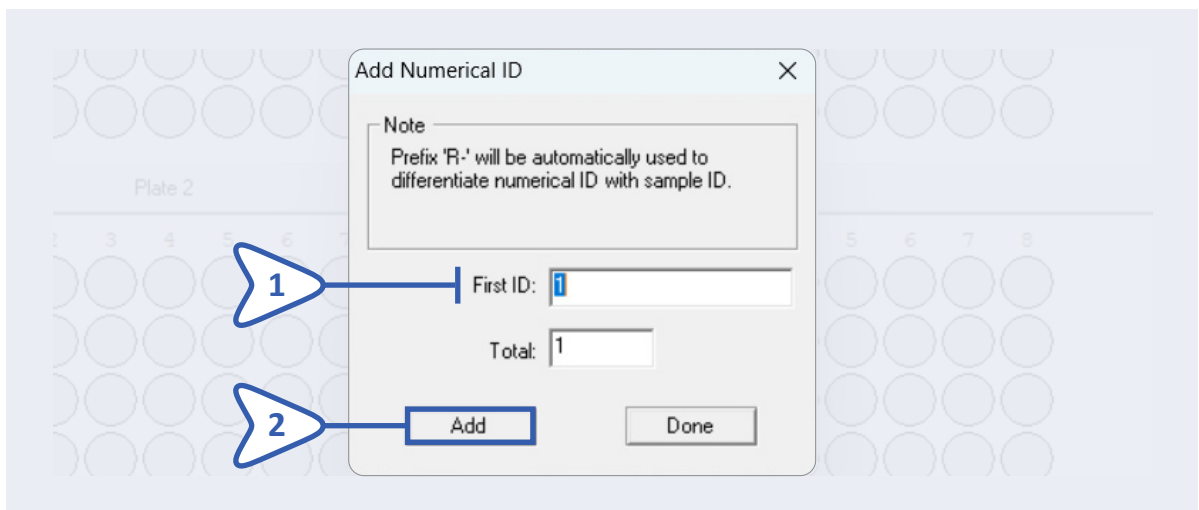 Add Numerical ID
Note
Prefix 'R-' will be automatically used to
differentiate numerical ID with sample ID.
Plate 2
3 4 5 6 7 5 6 7 8
1 First ID: 1
Total: 1
2 Add Done